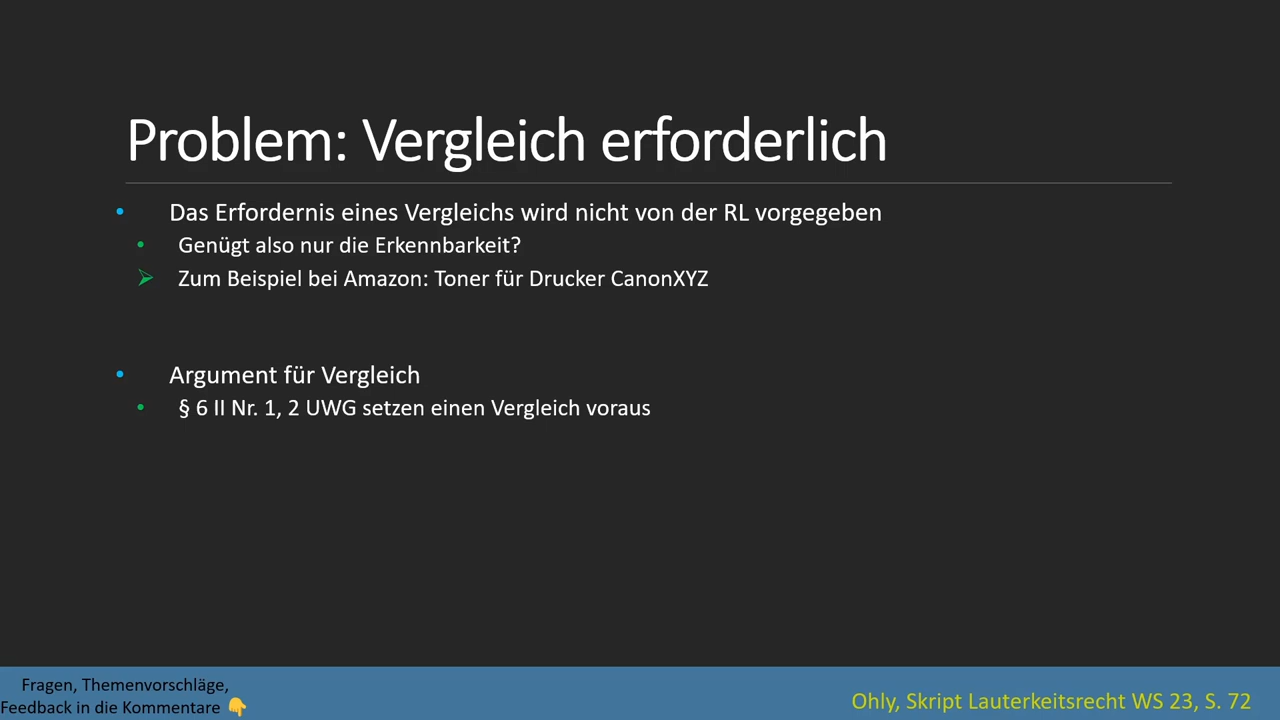 Problem: Vergleich erforderlich
• Das Erfordernis eines Vergleichs wird nicht von der RL vorgegeben
• Genügt also nur die Erkennbarkeit?
➢ Zum Beispiel bei Amazon: Toner für Drucker CanonXYZ
• Argument für Vergleich
• § 6 II Nr. 1, 2 UWG setzen einen Vergleich voraus
Fragen, Themenvorschläge,
Feedback in die Kommentare 👇
Ohly, Skript Lauterkeitsrecht WS 23, S. 72